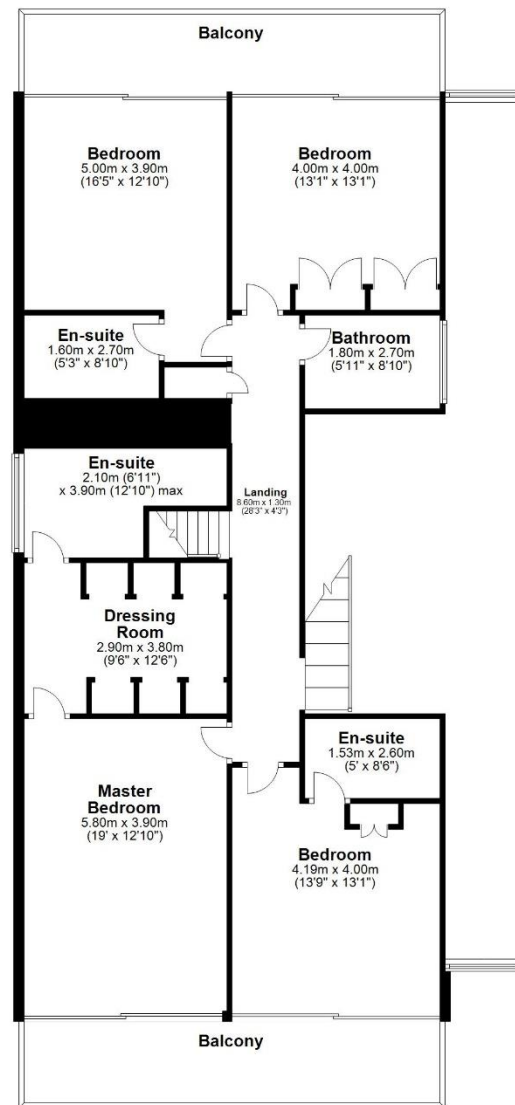 Balcony
Bedroom
5.00m x 3.90m
(16'5" x 12'10")
Bedroom
4.00m x 4.00m
(13'1" x 13'1")
En-suite
1.60m x 2.70m
(5'3" x 8'10")
Bathroom
1.80m x 2.70m
(5'11" x 8'10")
En-suite
2.10m (6'11")
x 3.90m (12'10") max
Landing
8.60m x 1.30m
(28'3" x 4'3")
Dressing
Room
2.90m x 3.80m
(9'6" x 12'6")
En-suite
1.53m x 2.60m
(5' x 8'6")
Master
Bedroom
5.80m x 3.90m
(19' x 12'10")
Bedroom
4.19m x 4.00m
(13'9" x 13'1")
Balcony